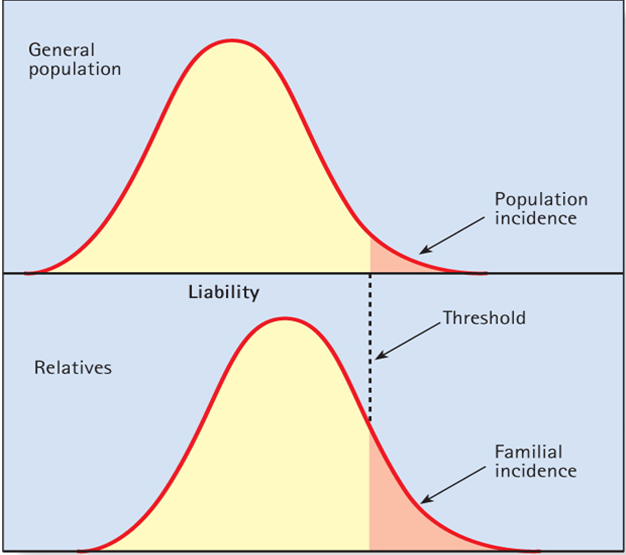 General
population
Population
incidence
Liability
Threshold
Relatives
Familial
incidence